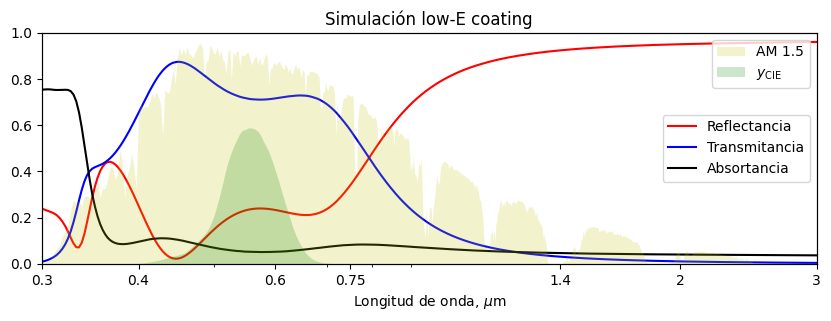 Simulación low-E coating
1.0
0.8
0.6
0.4
0.2
0.0
AM 1.5
yCIE
Reflectancia
Transmitancia
Absortancia
0.3 0.4 0.6 0.75 1.4 2 3
Longitud de onda, μm